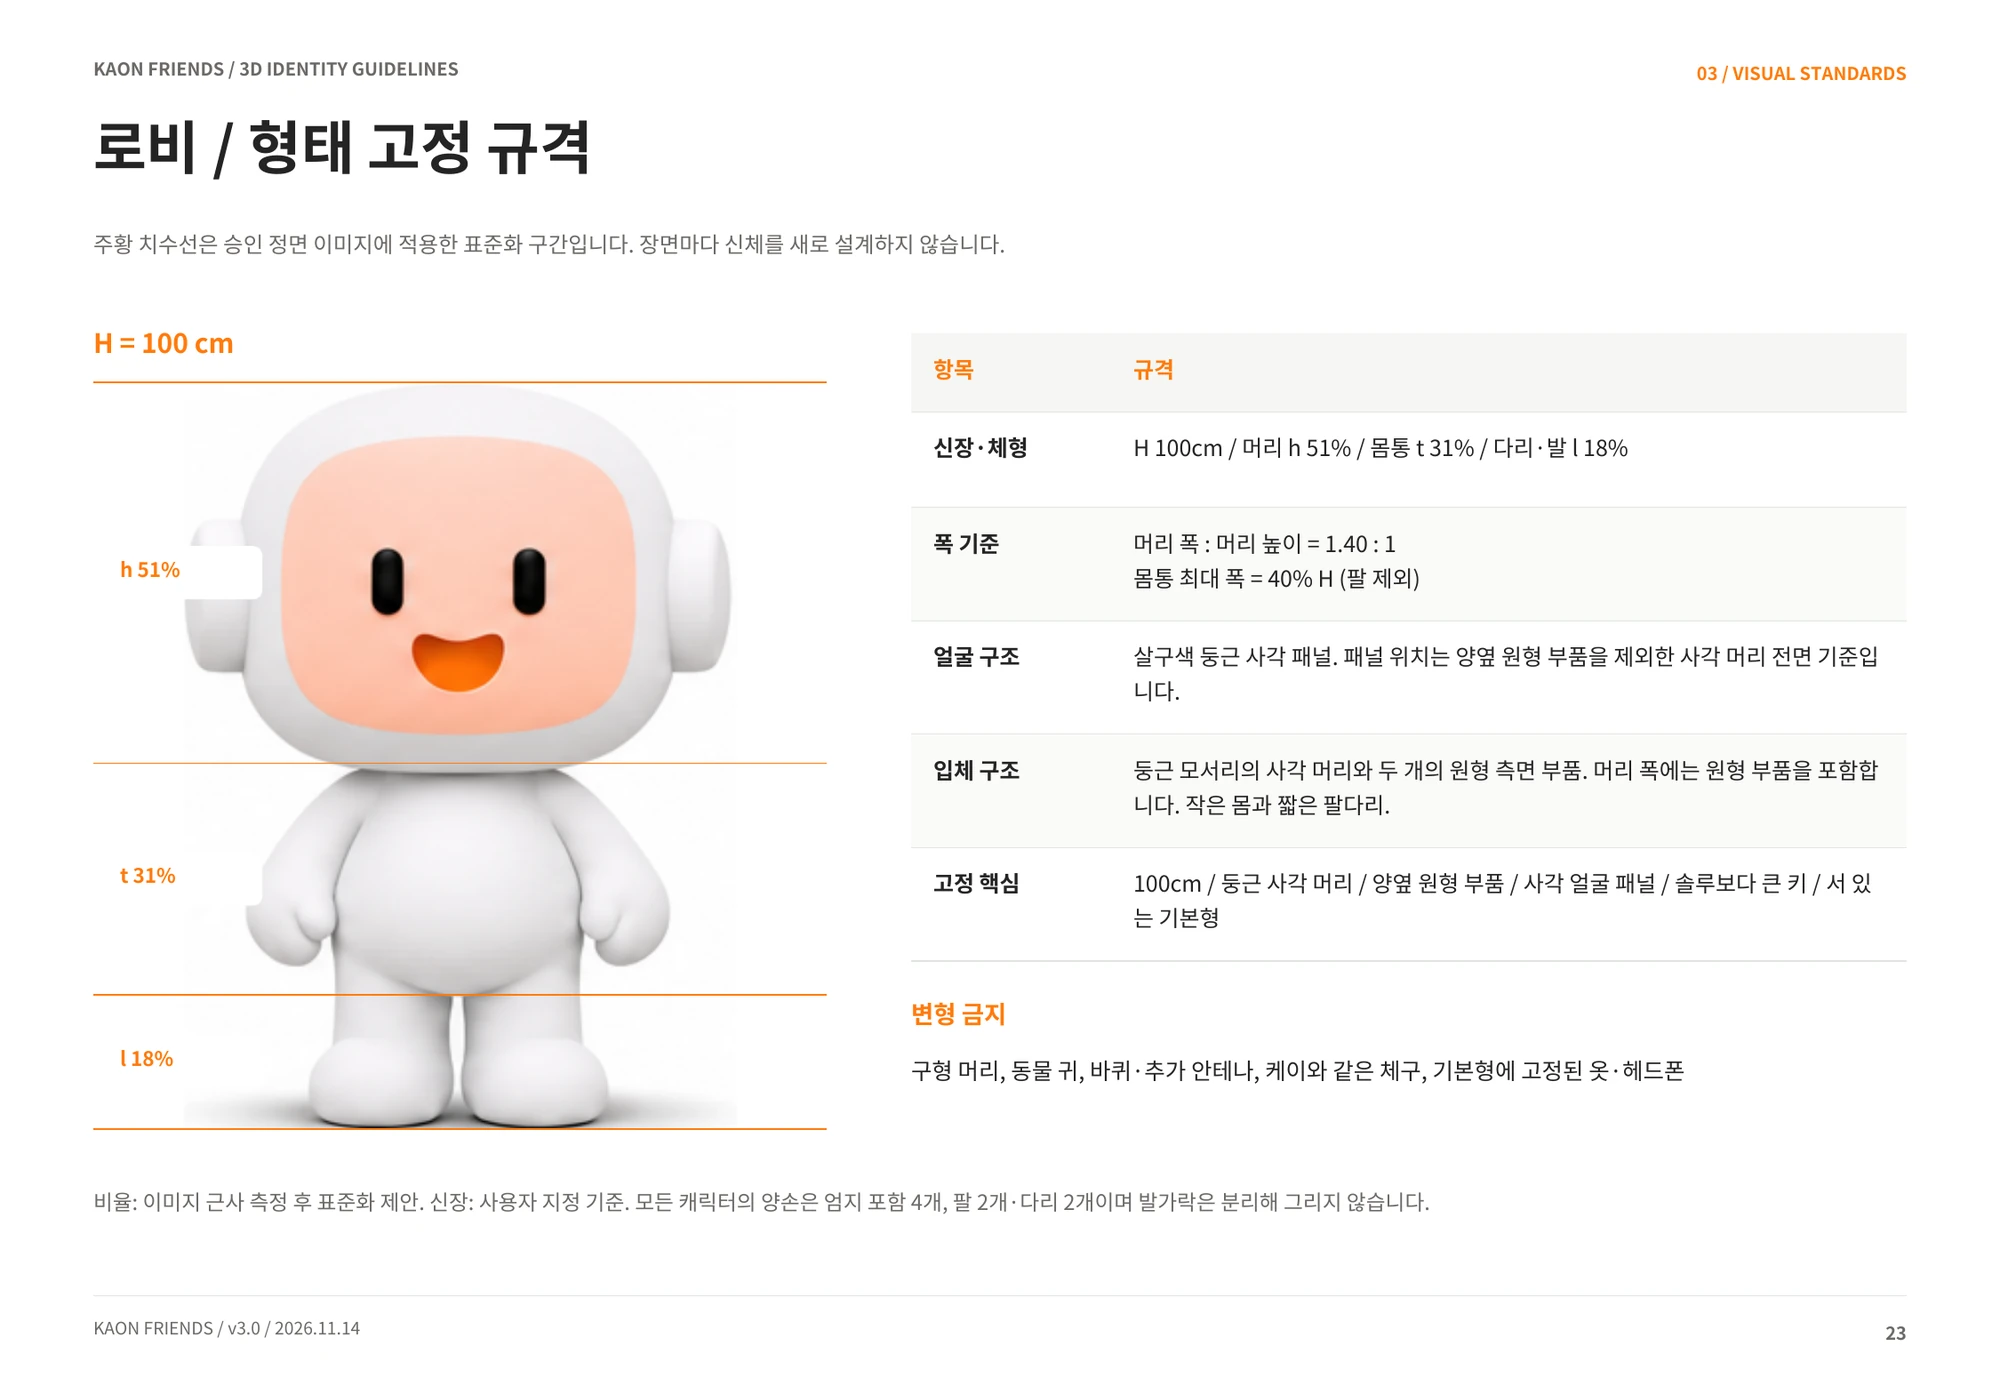 KAON FRIENDS / 3D IDENTITY GUIDELINES
03 / VISUAL STANDARDS
로비 / 형태 고정 규격
주황 치수선은 승인 정면 이미지에 적용한 표준화 구간입니다. 장면마다 신체를 새로 설계하지 않습니다.
H = 100 cm
h 51%
t 31%
l 18%
항목 규격
신장·체형 H 100cm / 머리 h 51% / 몸통 t 31% / 다리·발 l 18%
폭 기준 머리 폭 : 머리 높이 = 1.40 : 1
몸통 최대 폭 = 40% H (팔 제외)
얼굴 구조 살구색 둥근 사각 패널. 패널 위치는 양옆 원형 부품을 제외한 사각 머리 전면 기준입
니다.
입체 구조 둥근 모서리의 사각 머리와 두 개의 원형 측면 부품. 머리 폭에는 원형 부품을 포함합
니다. 작은 몸과 짧은 팔다리.
고정 핵심 100cm / 둥근 사각 머리 / 양옆 원형 부품 / 사각 얼굴 패널 / 솔루보다 큰 키 / 서 있
는 기본형
변형 금지
구형 머리, 동물 귀, 바퀴·추가 안테나, 케이와 같은 체구, 기본형에 고정된 옷·헤드폰
비율: 이미지 근사 측정 후 표준화 제안. 신장: 사용자 지정 기준. 모든 캐릭터의 양손은 엄지 포함 4개, 팔 2개·다리 2개이며 발가락은 분리해 그리지 않습니다.
KAON FRIENDS / v3.0 / 2026.11.14
23